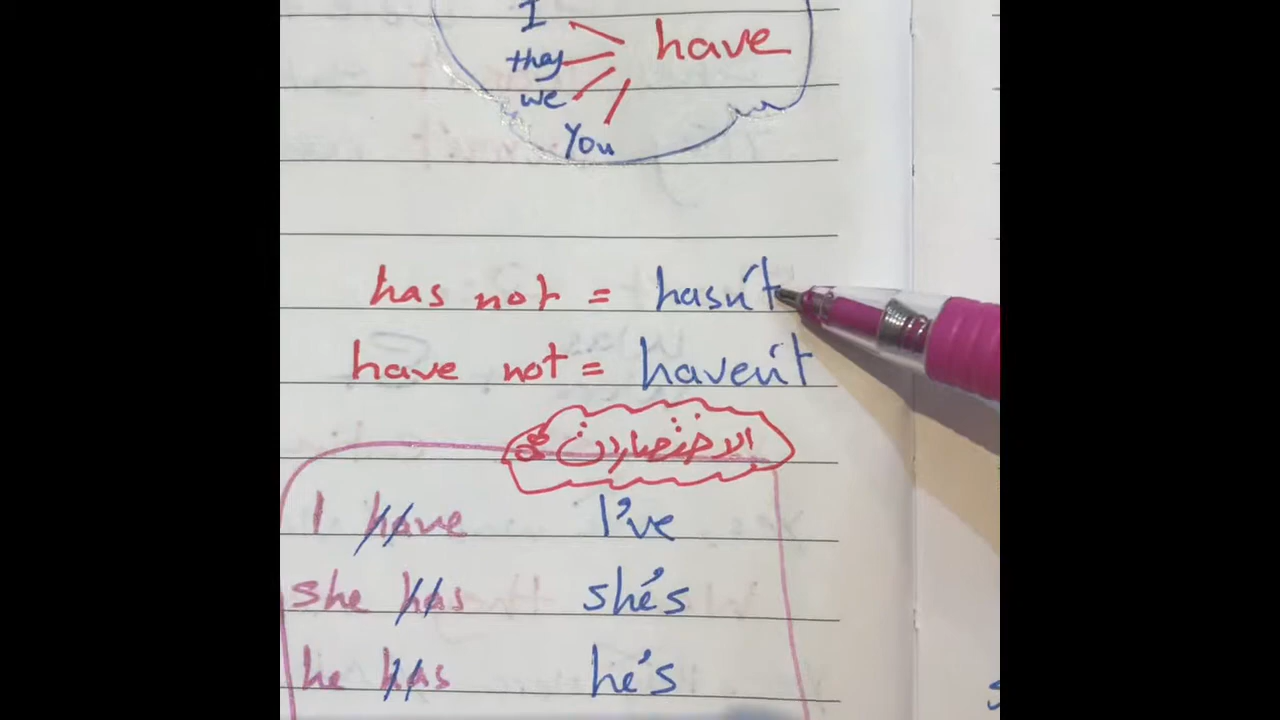 I
they
we
You
have
has not = hasn't
have not = haven't
الاختصارات
I have I've
she has she's
he has he's